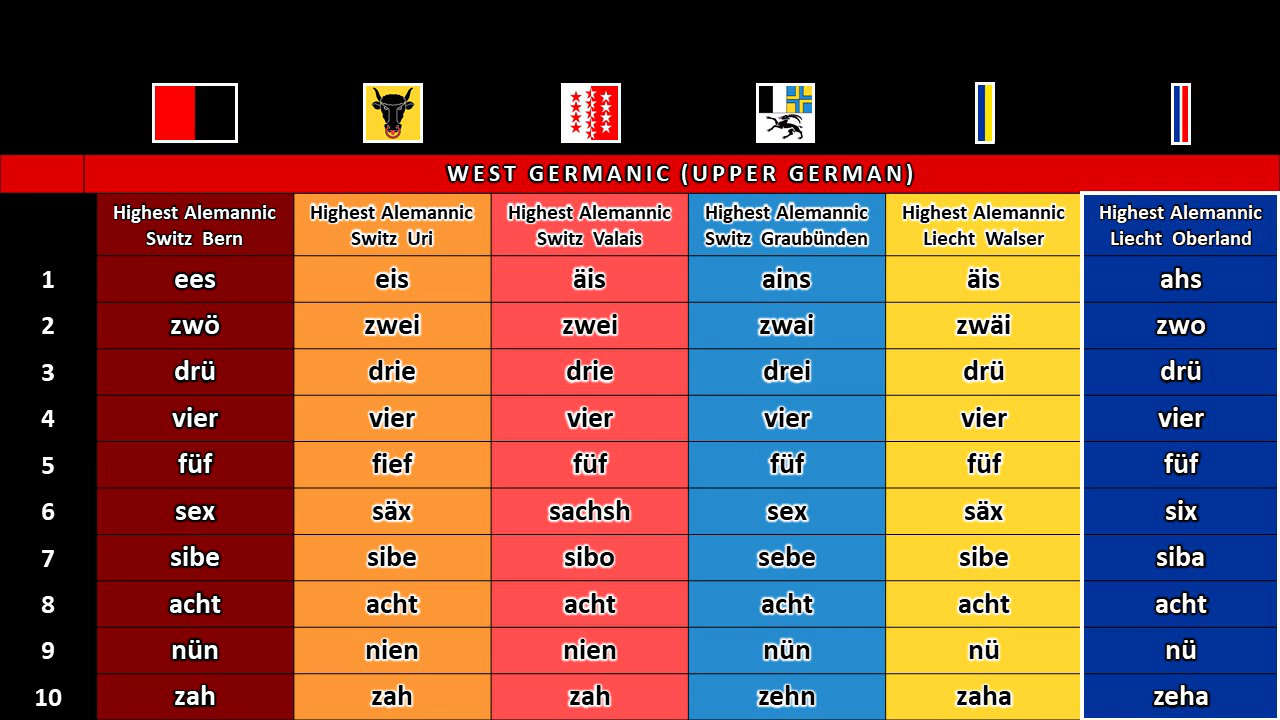 WEST GERMANIC (UPPER GERMAN)
Highest Alemannic Highest Alemannic Highest Alemannic Highest Alemannic Highest Alemannic Highest Alemannic
Switz Bern Switz Uri Switz Valais Switz Graubünden Liecht Walser Liecht Oberland
1 ees eis äis ains äis ahs
2 zwö zwei zwei zwai zwäi zwo
3 drü drie drie drei drü drü
4 vier vier vier vier vier vier
5 füf fief füf füf füf füf
6 sex säx sachsh sex säx six
7 sibe sibe sibo sebe sibe siba
8 acht acht acht acht acht acht
9 nün nien nien nün nü nü
10 zah zah zah zehn zaha zeha